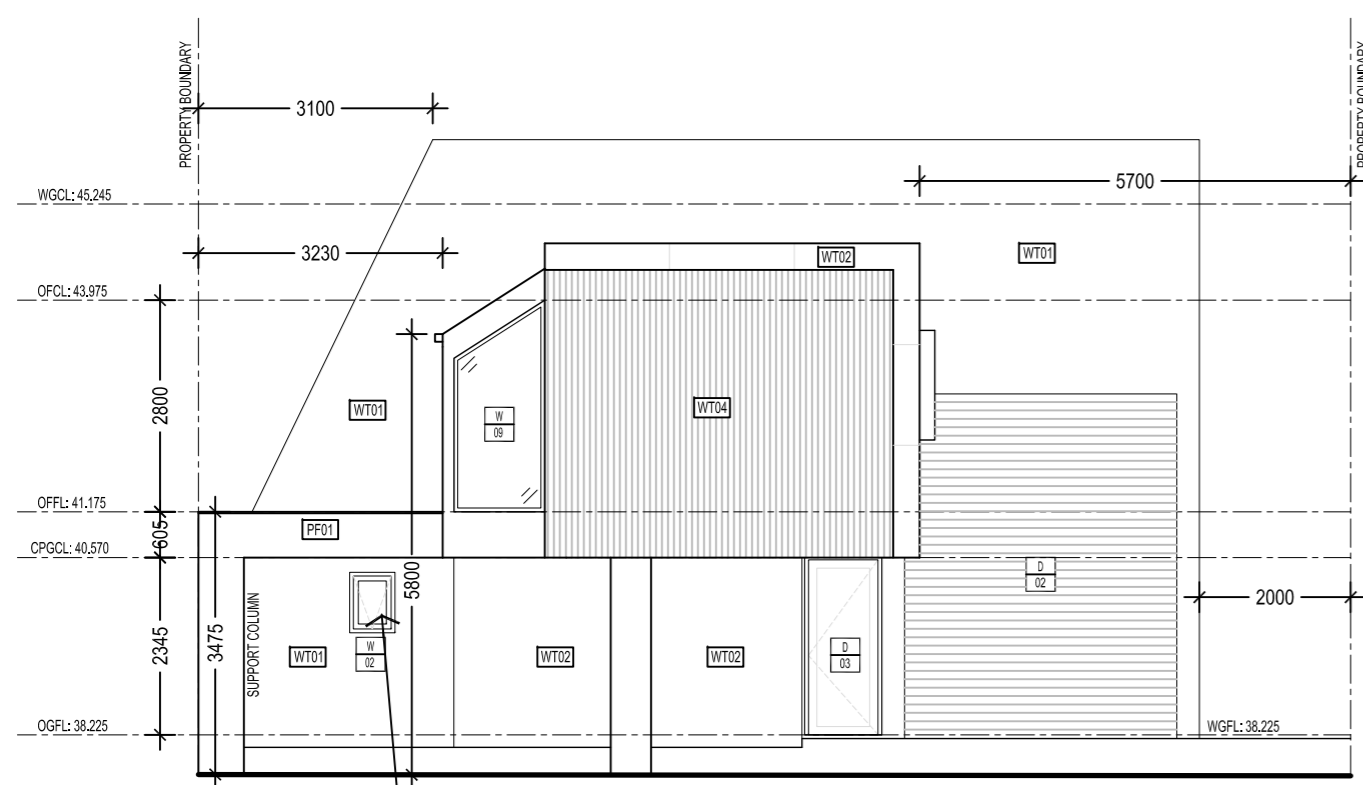 PROPERTY BOUNDARY
PROPERTY BOUNDARY
3100
5700
WGCL: 45.245
3230
WT02
WT01
OFCL: 43.975
2800
WT01
W
09
WT04
OFFL: 41.175
605
PF01
CPGCL: 40.570
5800
D
02
2000
2345
3475
SUPPORT COLUMN
WT01
W
02
WT02
WT02
D
03
OGFL: 38.225
WGFL: 38.225